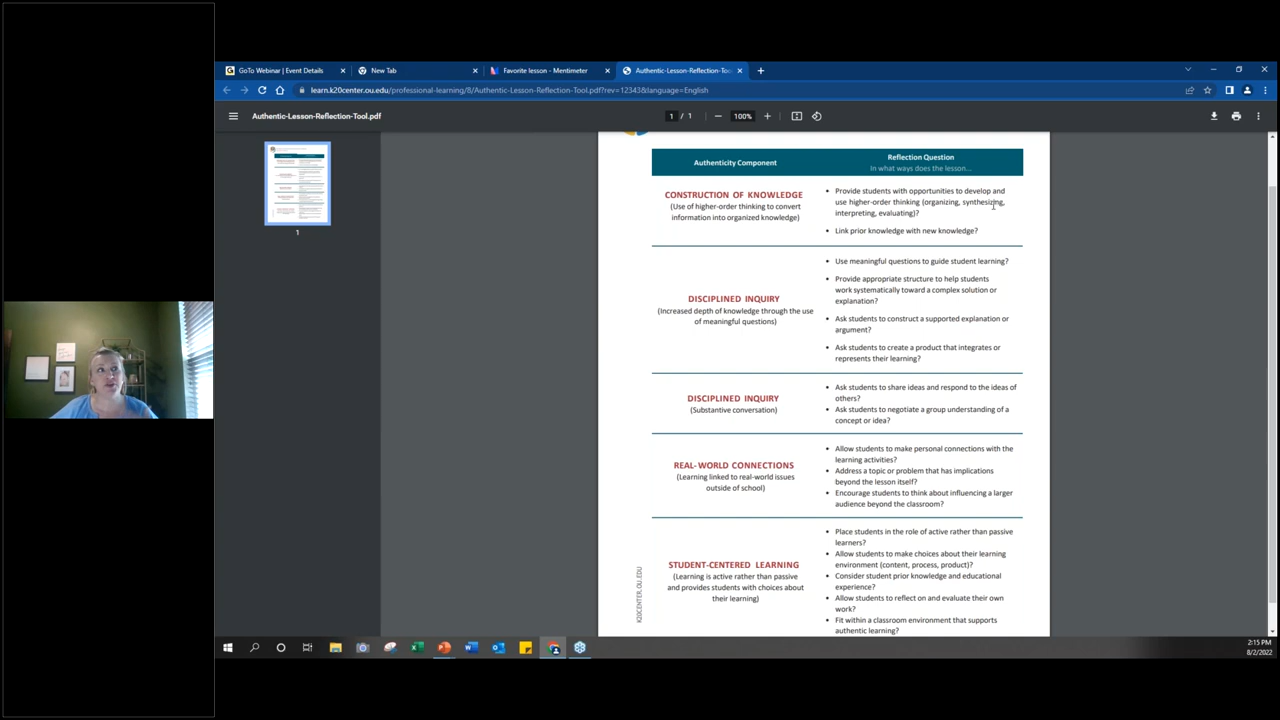 GoTo Webinar | Event Details
New Tab
Favorite lesson - Mentimeter
Authentic-Lesson-Reflection-Too
learn.k20center.ou.edu/professional-learning/8/Authentic-Lesson-Reflection-Tool.pdf?rev=12343&language=English
Authentic-Lesson-Reflection-Tool.pdf
1 / 1
100%
1
Authenticity Component
Reflection Question
In what ways does the lesson...
CONSTRUCTION OF KNOWLEDGE
(Use of higher-order thinking to convert
information into organized knowledge)
• Provide students with opportunities to develop and
use higher-order thinking (organizing, synthesizing,
interpreting, evaluating)?
• Link prior knowledge with new knowledge?
DISCIPLINED INQUIRY
(Increased depth of knowledge through the use
of meaningful questions)
• Use meaningful questions to guide student learning?
• Provide appropriate structure to help students
work systematically toward a complex solution or
explanation?
• Ask students to construct a supported explanation or
argument?
• Ask students to create a product that integrates or
represents their learning?
DISCIPLINED INQUIRY
(Substantive conversation)
• Ask students to share ideas and respond to the ideas of
others?
• Ask students to negotiate a group understanding of a
concept or idea?
REAL-WORLD CONNECTIONS
(Learning linked to real-world issues
outside of school)
• Allow students to make personal connections with the
learning activities?
• Address a topic or problem that has implications
beyond the lesson itself?
• Encourage students to think about influencing a larger
audience beyond the classroom?
STUDENT-CENTERED LEARNING
(Learning is active rather than passive
and provides students with choices about
their learning)
• Place students in the role of active rather than passive
learners?
• Allow students to make choices about their learning
environment (content, process, product)?
• Consider student prior knowledge and educational
experience?
• Allow students to reflect on and evaluate their own
work?
• Fit within a classroom environment that supports
authentic learning?
K20CENTER.OU.EDU
2:15 PM
8/2/2022